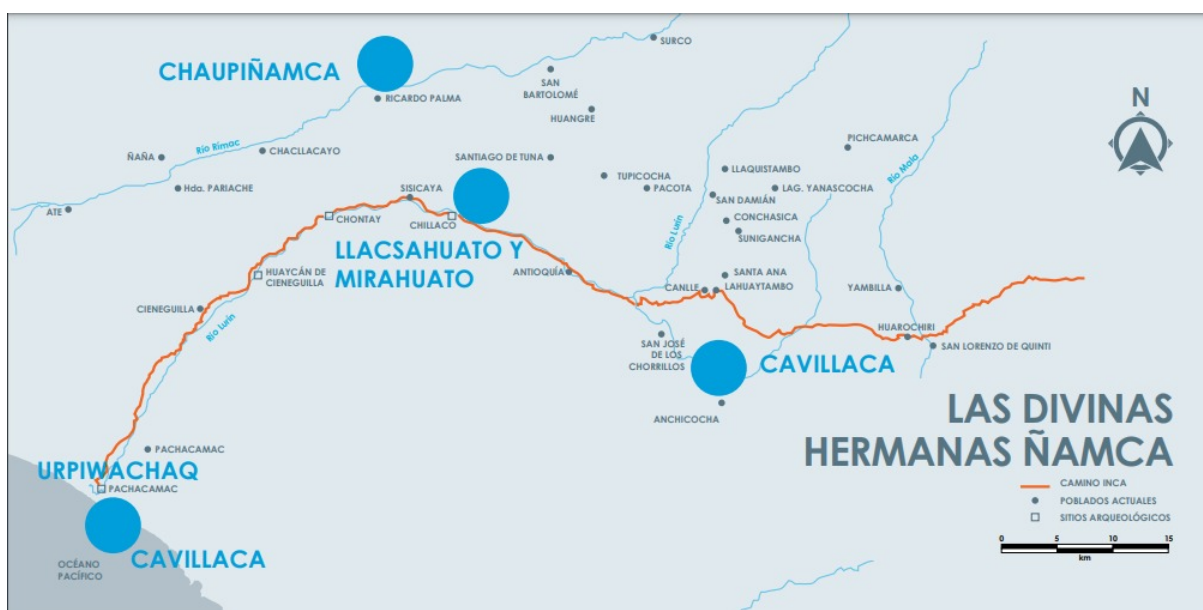 SURCO
CHAUPIÑAMCA
SAN
BARTOLOMÉ
RICARDO PALMA
HUANGRE
PICHCAMARCA
N
Río Rímac
ÑAÑA
CHACLLACAYO
SANTIAGO DE TUNA
LLAQUISTAMBO
Río Mala
Hda. PARIACHE
TUPICOCHA
PACOTA
LAG. YANASCOCHA
SISICAYA
SAN DAMIÁN
ATE
CHONTAY
CHILLACO
CONCHASICA
SUNIGANCHA
Río Lurín
LLACSAHUATO Y
MIRAHUATO
HUAYCÁN DE
CIENEGUILLA
ANTIOQUÍA
SANTA ANA
CANLLE
LAHUAYTAMBO
YAMBILLA
CIENEGUILLA
Río Lurín
HUAROCHIRI
SAN LORENZO DE QUINTI
SAN JOSÉ
DE LOS
CHORRILLOS
CAVILLACA
ANCHICOCHA
LAS DIVINAS
HERMANAS ÑAMCA
PACHACAMAC
URPIWACHAQ
PACHACAMAC
CAVILLACA
OCÉANO
PACÍFICO
CAMINO INCA
POBLADOS ACTUALES
SITIOS ARQUEOLÓGICOS
0 5 10 15
km